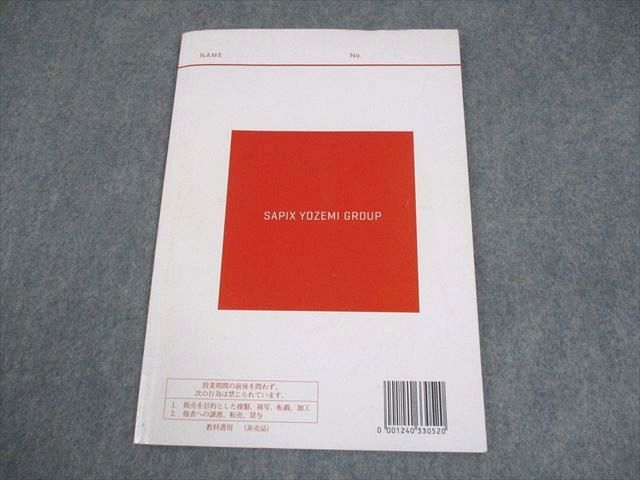 NAME No.
SAPIX YOZEMI GROUP
授業期間の前後を問わず、
次の行為は禁じられています。
1. 販売を目的とした複製、複写、転載、加工
2. 他者への譲渡、転売、貸与
教科書用 (非売品)
D 001240 330520